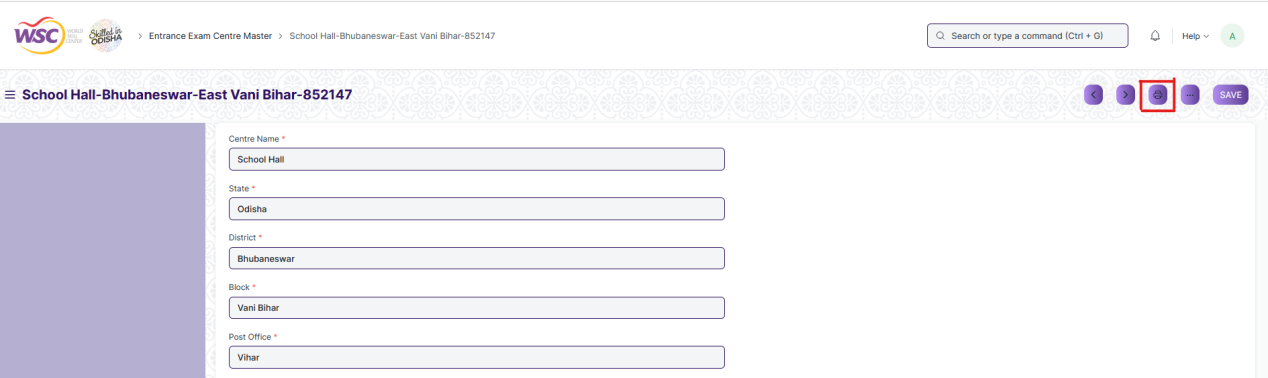 WSC WORLD SKILL CENTER Skilled in ODISHA > Entrance Exam Centre Master > School Hall-Bhubaneswar-East Vani Bihar-852147 Search or type a command (Ctrl + G) Help A
School Hall-Bhubaneswar-East Vani Bihar-852147 < > ... SAVE
Centre Name *
School Hall
State *
Odisha
District *
Bhubaneswar
Block *
Vani Bihar
Post Office *
Vihar